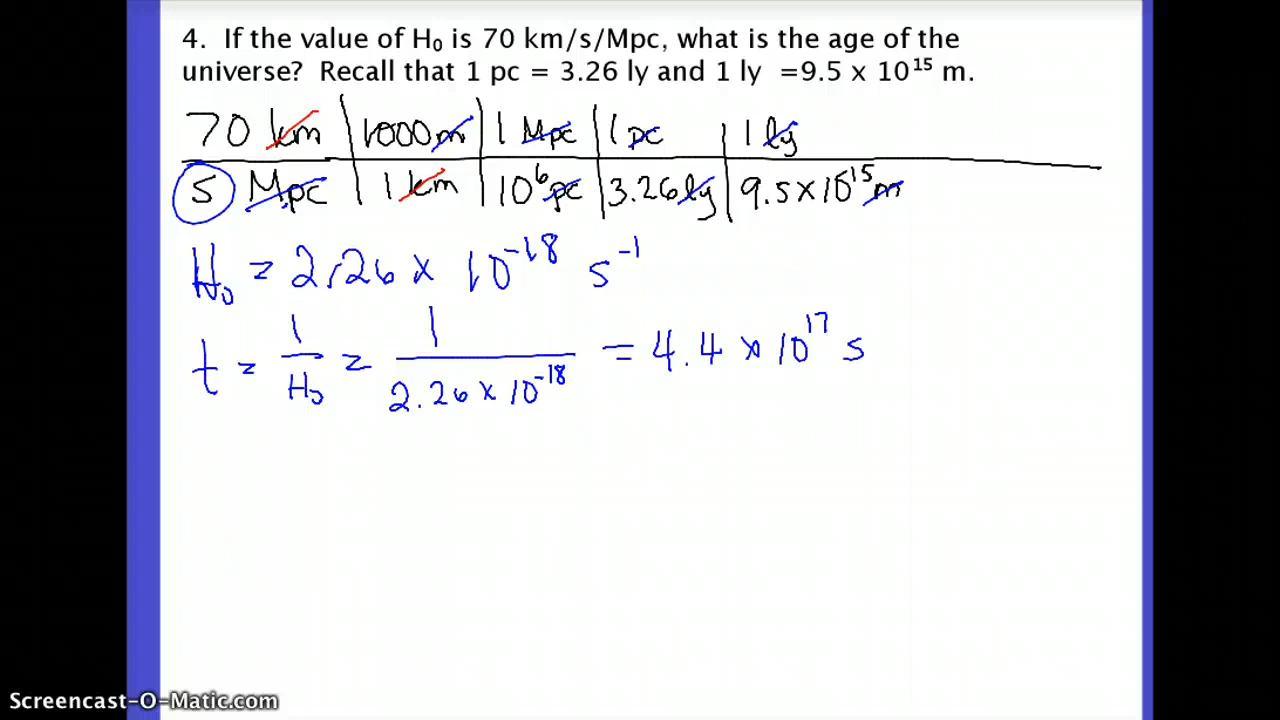 4. If the value of H₀ is 70 km/s/Mpc, what is the age of the
universe? Recall that 1 pc = 3.26 ly and 1 ly =9.5 x 10¹⁵ m.
70 km | 1000 m | 1 Mpc | 1 pc | 1 ly
s Mpc | 1 km | 10⁶ pc | 3.26 ly | 9.5 x 10¹⁵ m
H₀ = 2.26 x 10⁻¹⁸ s⁻¹
t = 1/H₀ = 1/2.26 x 10⁻¹⁸ = 4.4 x 10¹⁷ s
Screencast-O-Matic.com